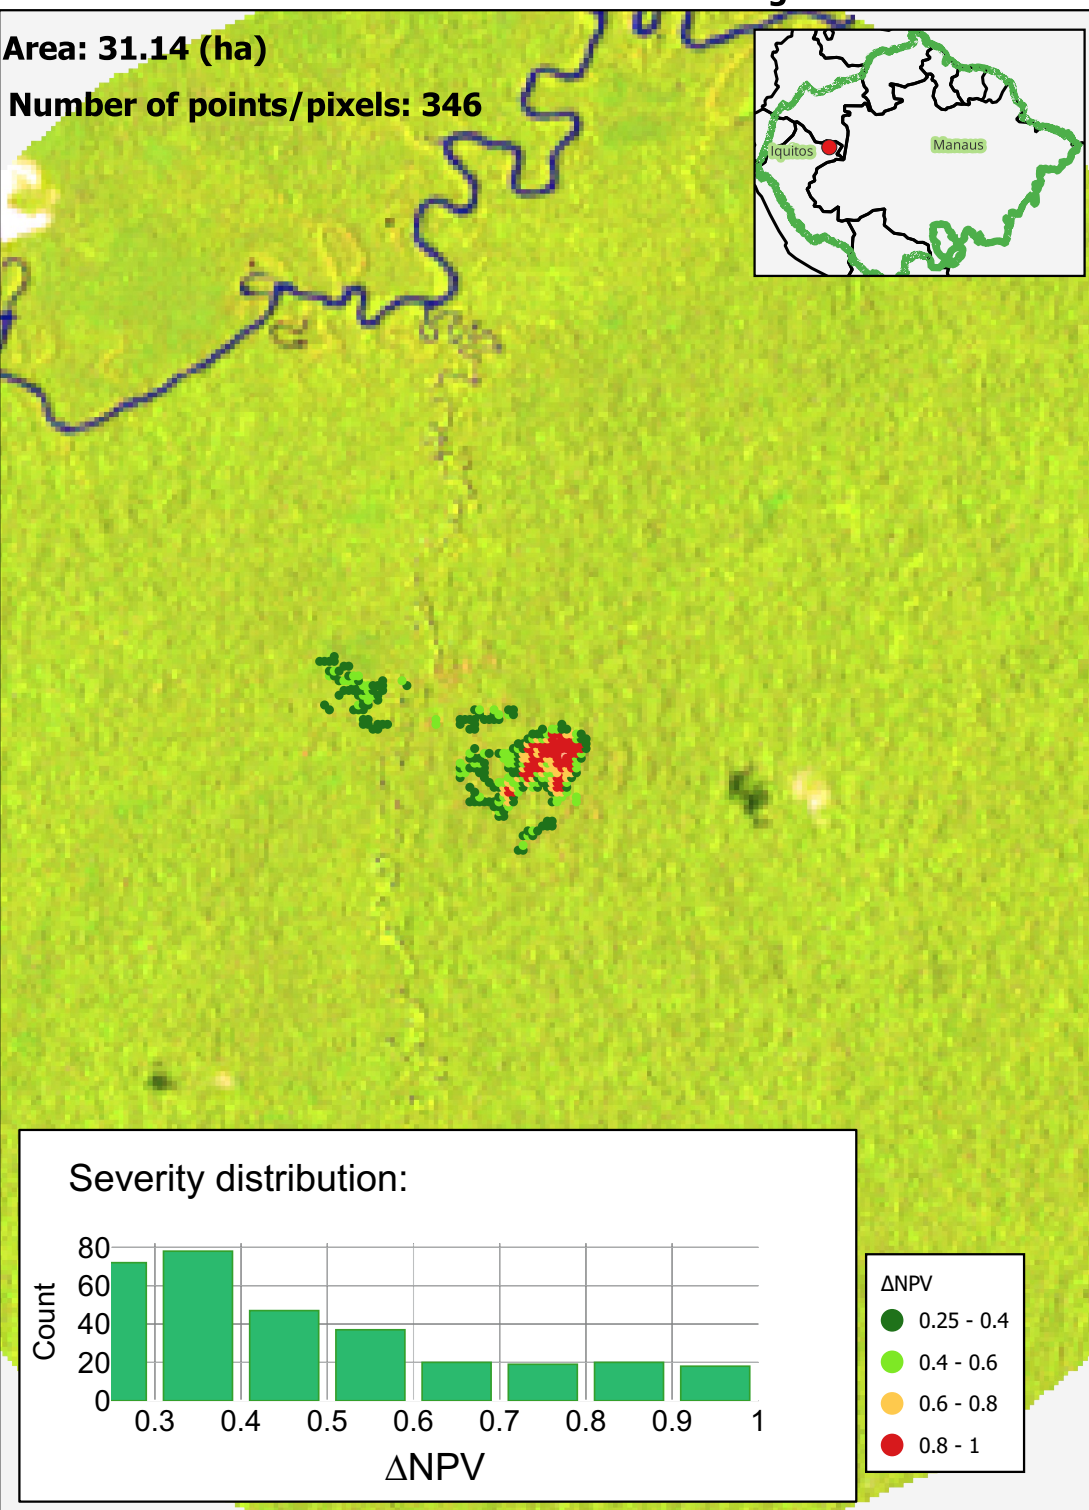 Area: 31.14 (ha)
Number of points/pixels: 346
Iquitos
Manaus
Severity distribution:
Count
80
60
40
20
0
0.3 0.4 0.5 0.6 0.7 0.8 0.9 1
ΔNPV
ΔNPV
0.25 - 0.4
0.4 - 0.6
0.6 - 0.8
0.8 - 1